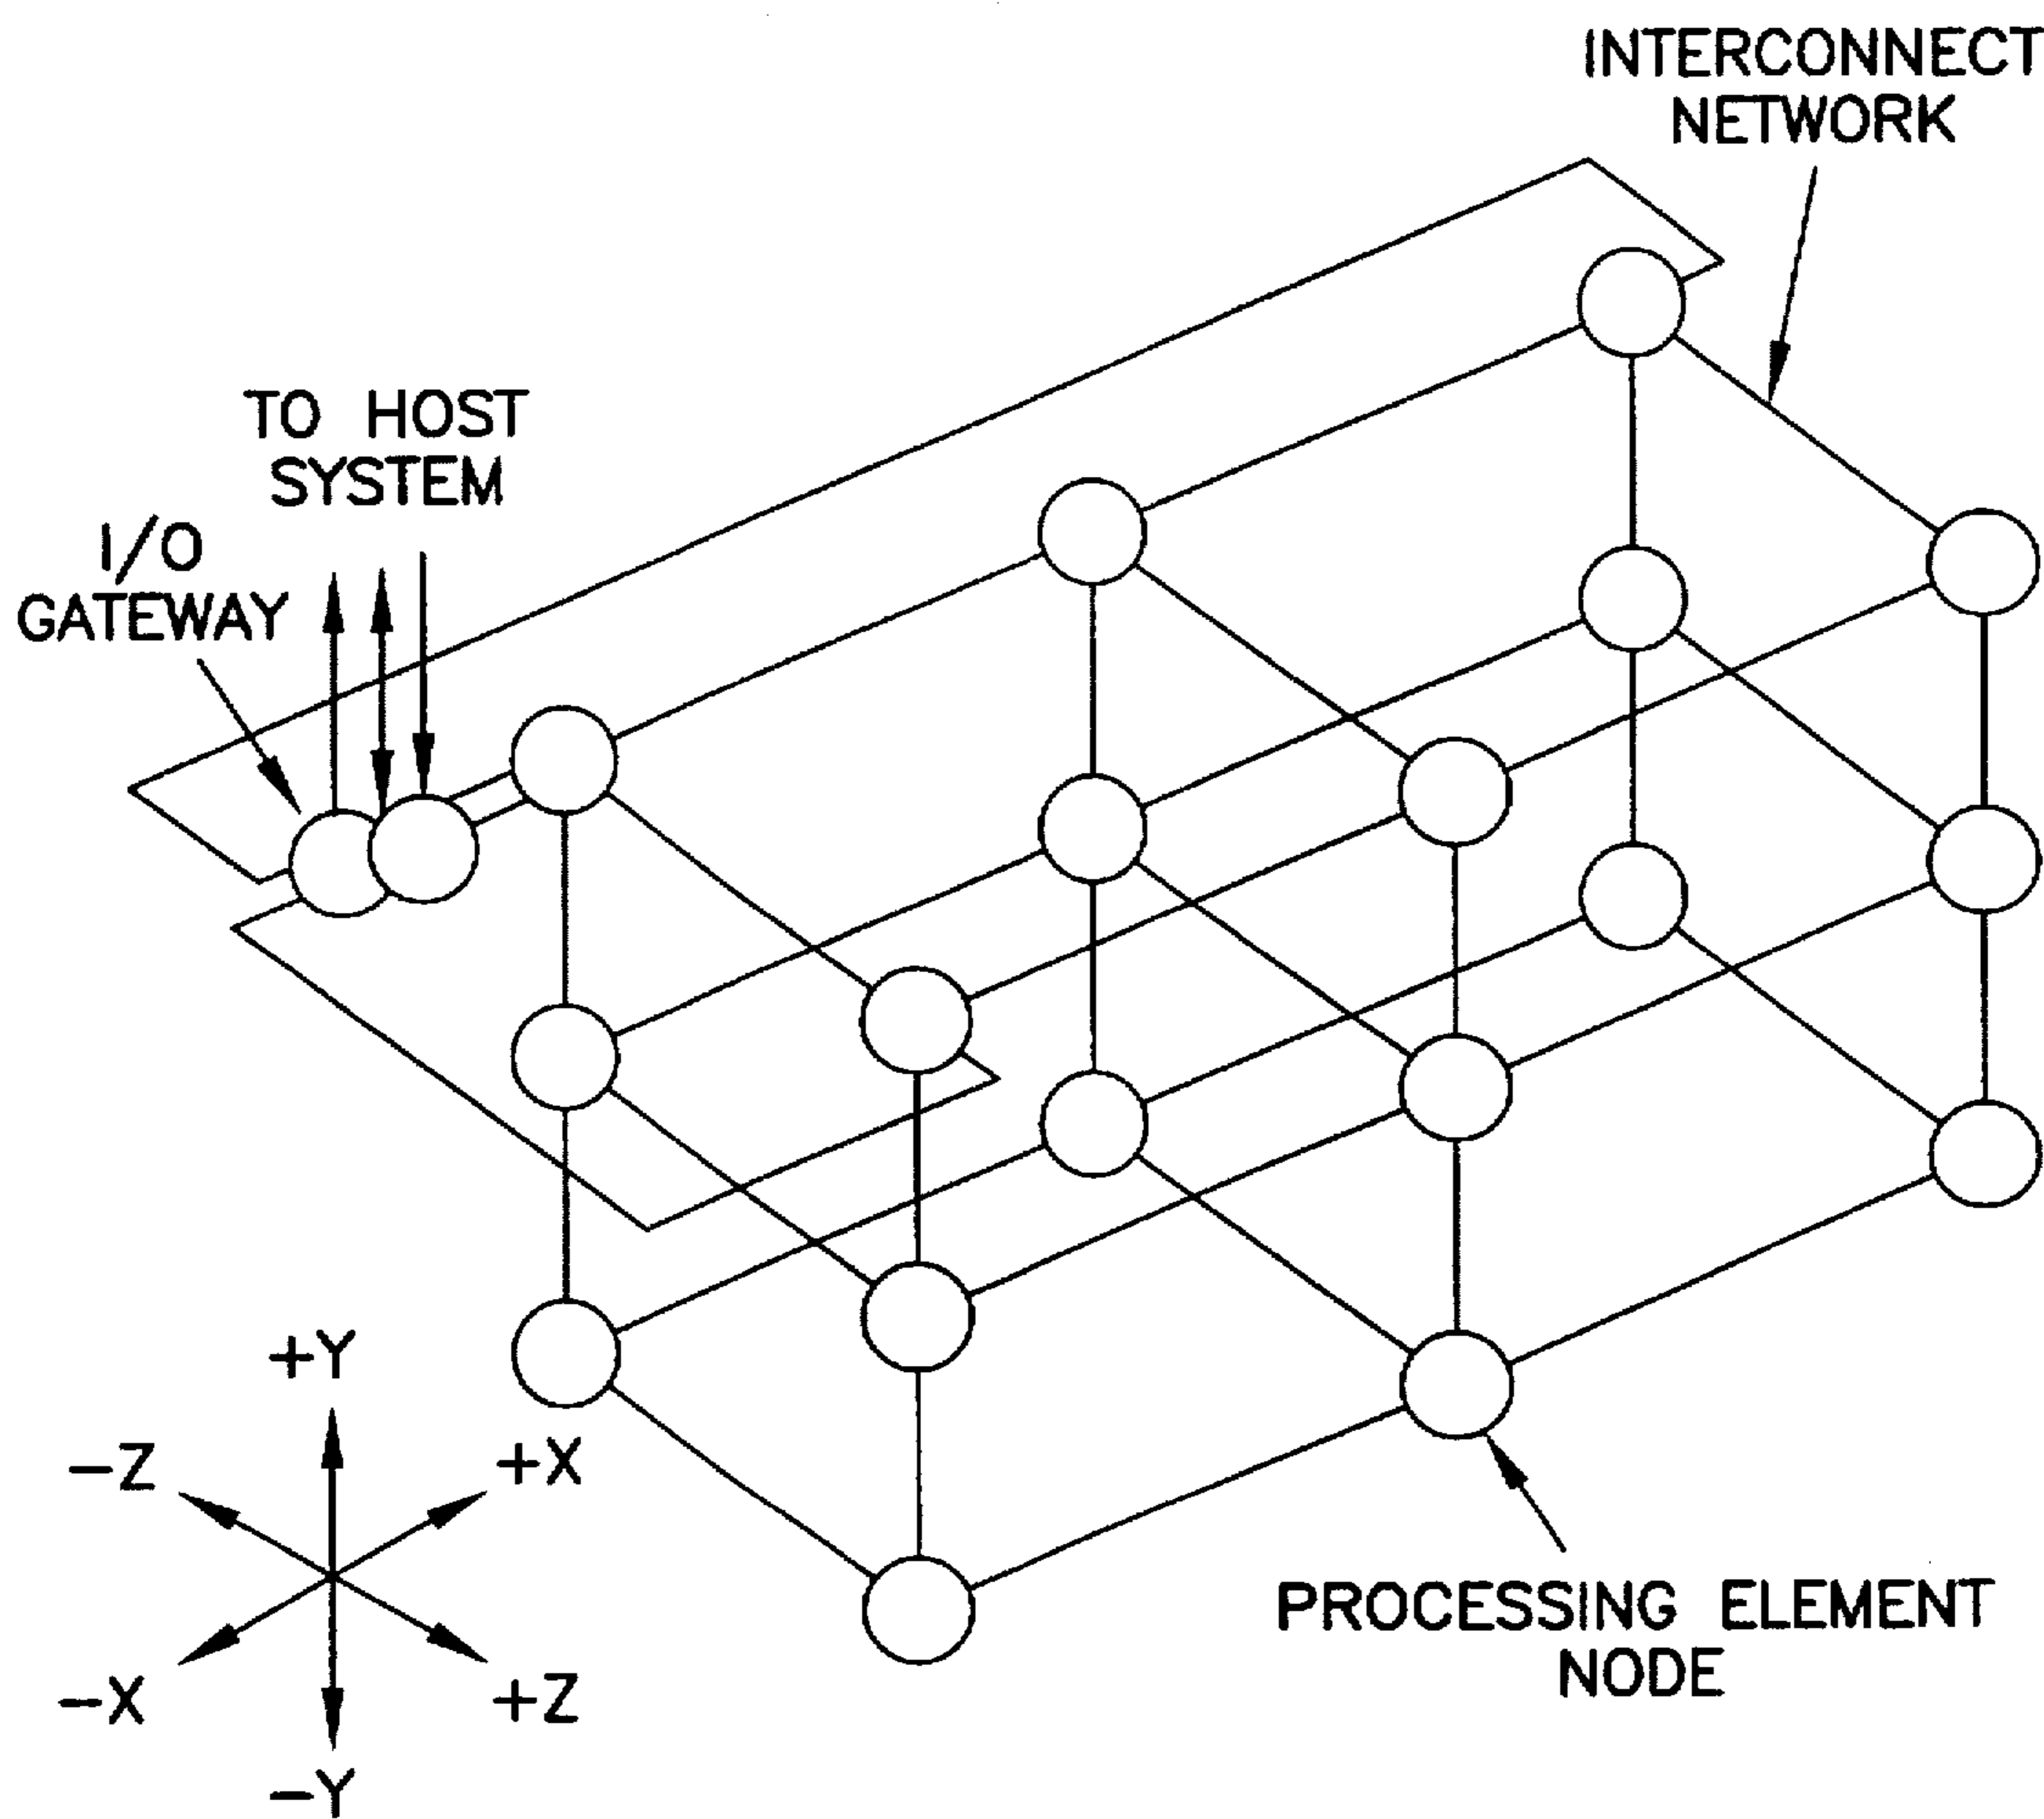 INTERCONNECT
NETWORK
TO HOST
SYSTEM
I/O
GATEWAY
+Y
-Z
+X
-X
+Z
-Y
PROCESSING ELEMENT
NODE